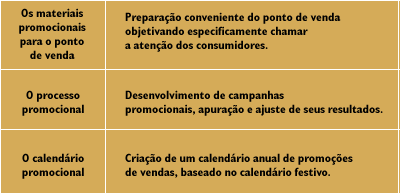 Os materiais
promocionais
para o ponto
de venda
Preparação conveniente do ponto de venda
objetivando especificamente chamar
a atenção dos consumidores.
O processo
promocional
Desenvolvimento de campanhas
promocionais, apuração e ajuste de seus resultados.
O calendário
promocional
Criação de um calendário anual de promoções
de vendas, baseado no calendário festivo.